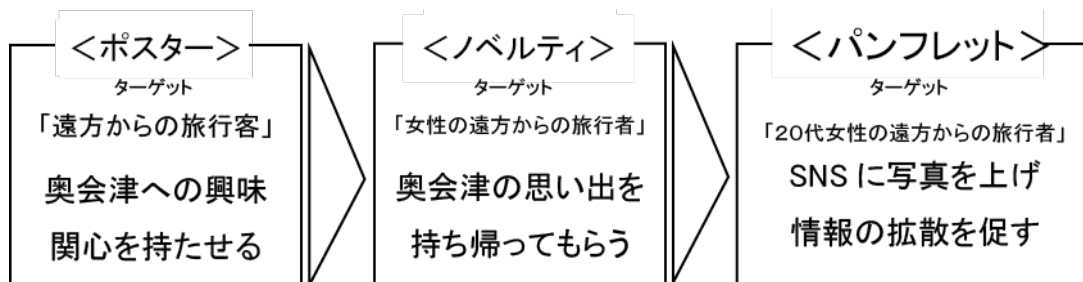 ＜ポスター＞
ターゲット
「遠方からの旅行客」
奥会津への興味
関心を持たせる
＜ノベルティ＞
ターゲット
「女性の遠方からの旅行者」
奥会津の思い出を
持ち帰ってもらう
＜パンフレット＞
ターゲット
「20代女性の遠方からの旅行者」
SNS に写真を上げ
情報の拡散を促す